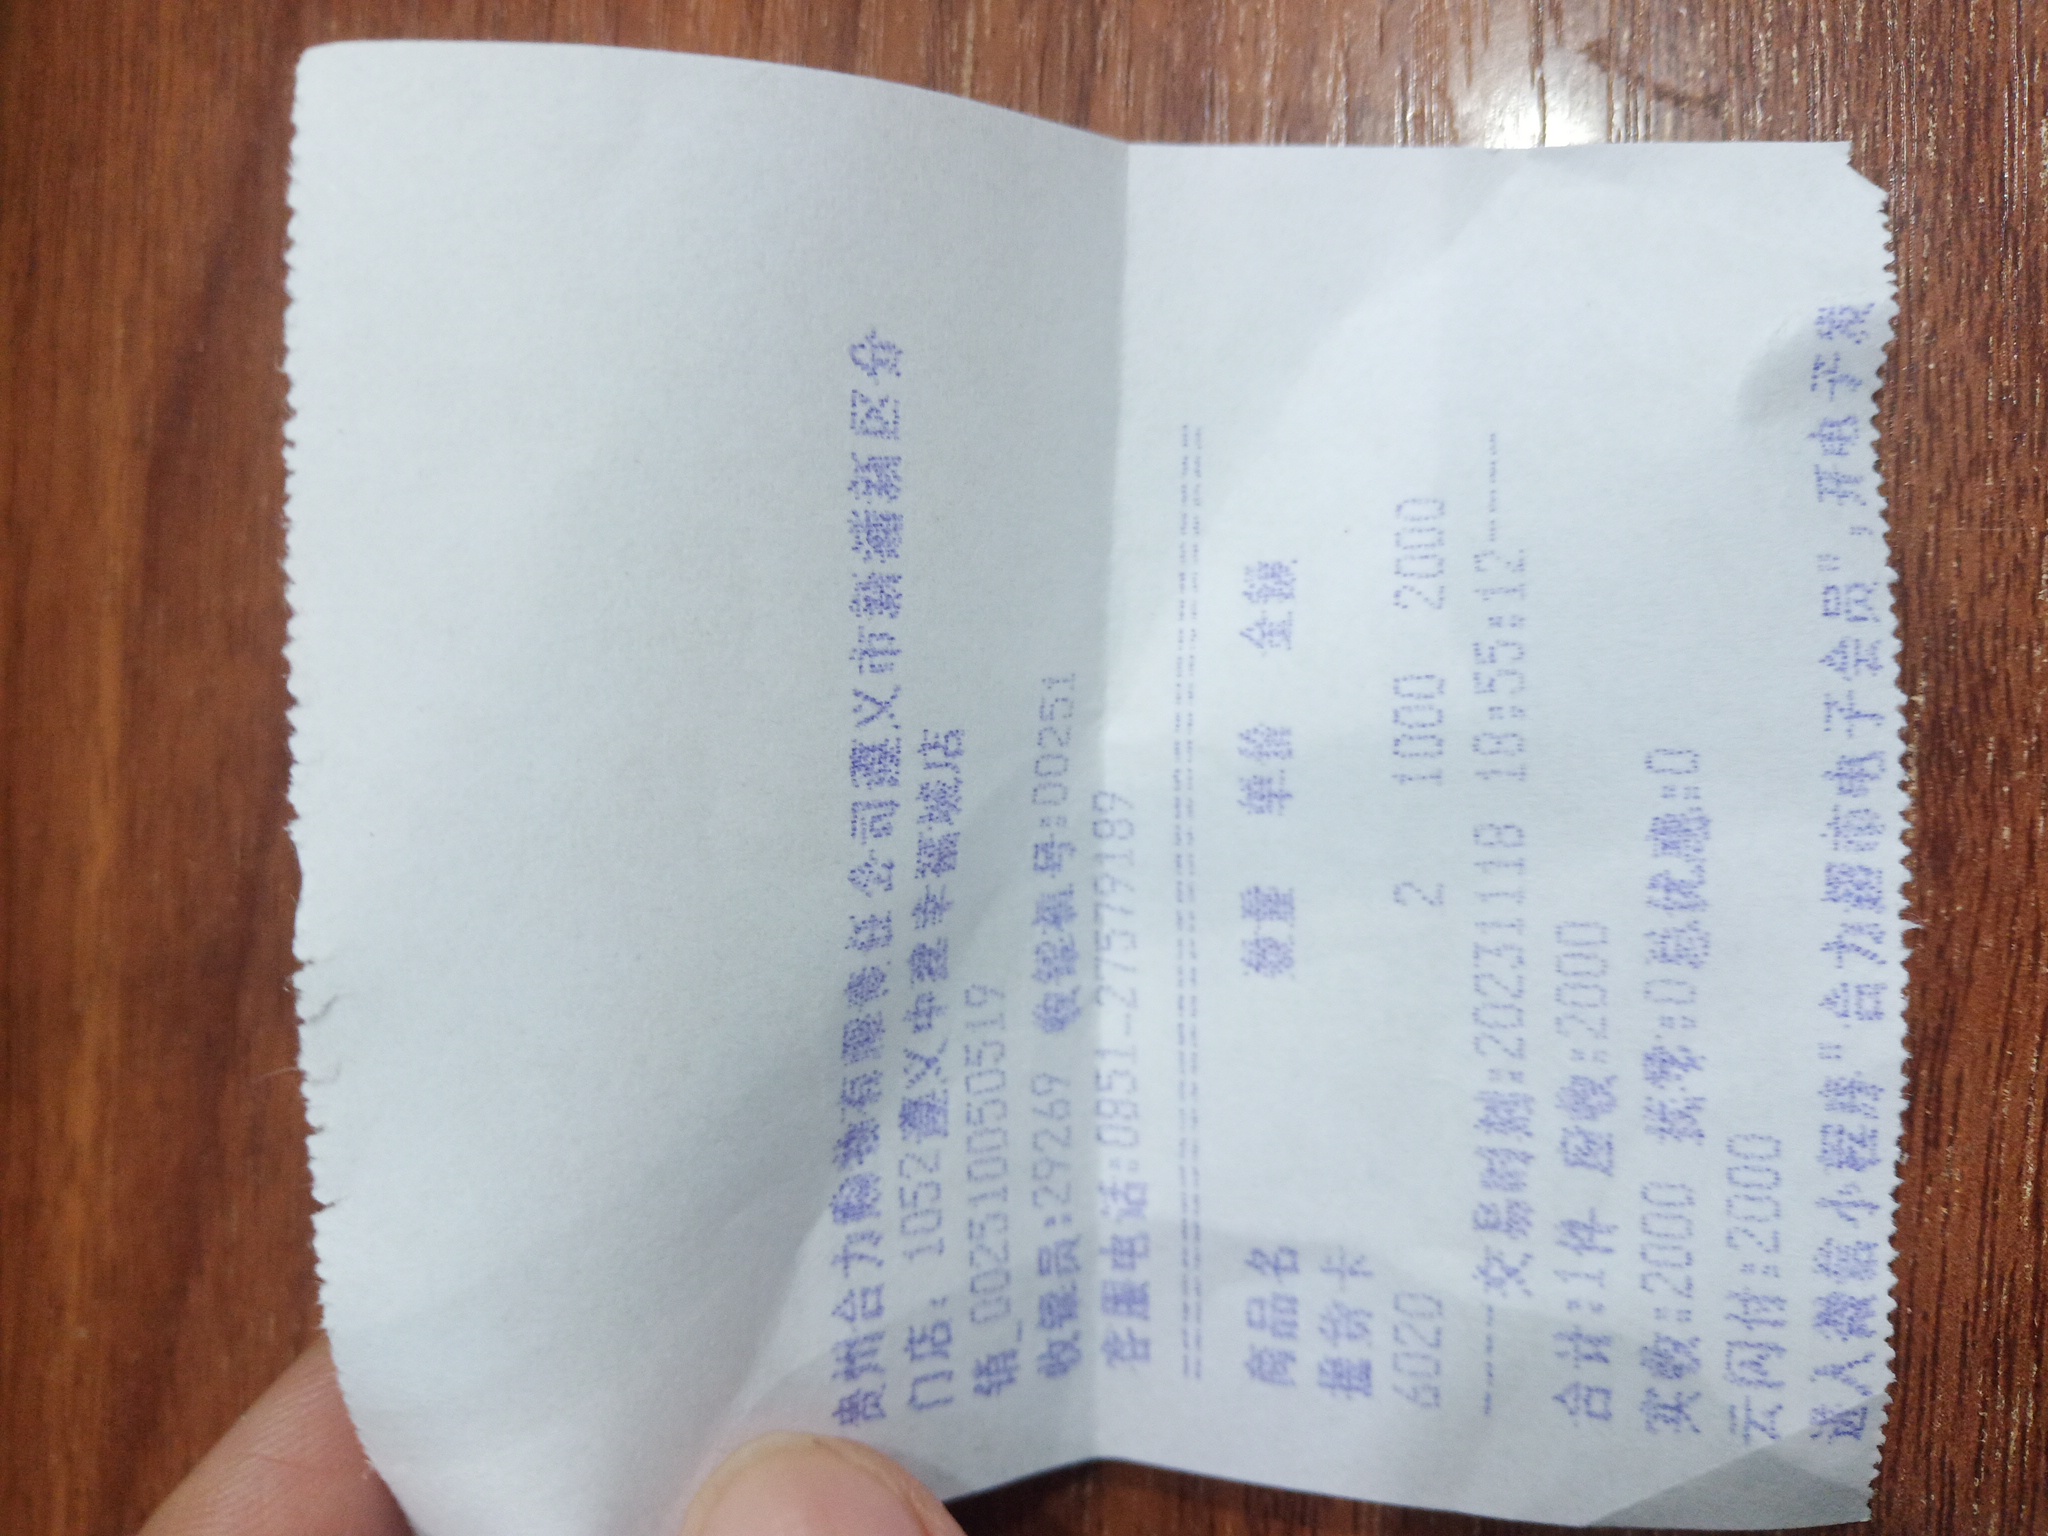 贵州合力购物有限责任公司遵义市新蒲新区分
门店: 1052遵义中建幸福城店
销_00251005050519
收银员:29269 收银机号:00251
客服电话:0851-27579189
================================
商品名 数量 单价 金额
提货卡
6020 2 1000 2000
----交易时间:20231118 18:55:12----
合计:1件 应收:2000
实收:2000 找零:0总优惠:0
云闪付:2000
进入微信小程序"合力超市电子会员",开电子票